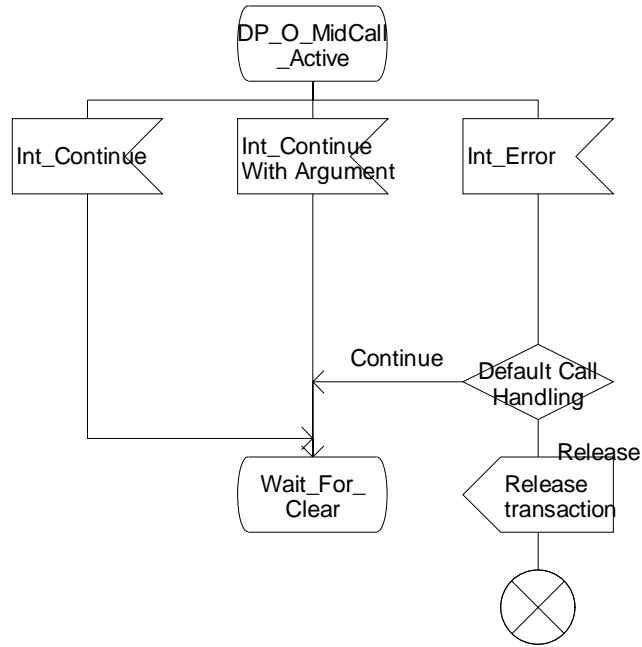 DP_O_MidCall
_Active
Int_Continue
Int_Continue
With Argument
Int_Error
Continue
Default Call
Handling
Release
Wait_For_
Clear
Release
transaction